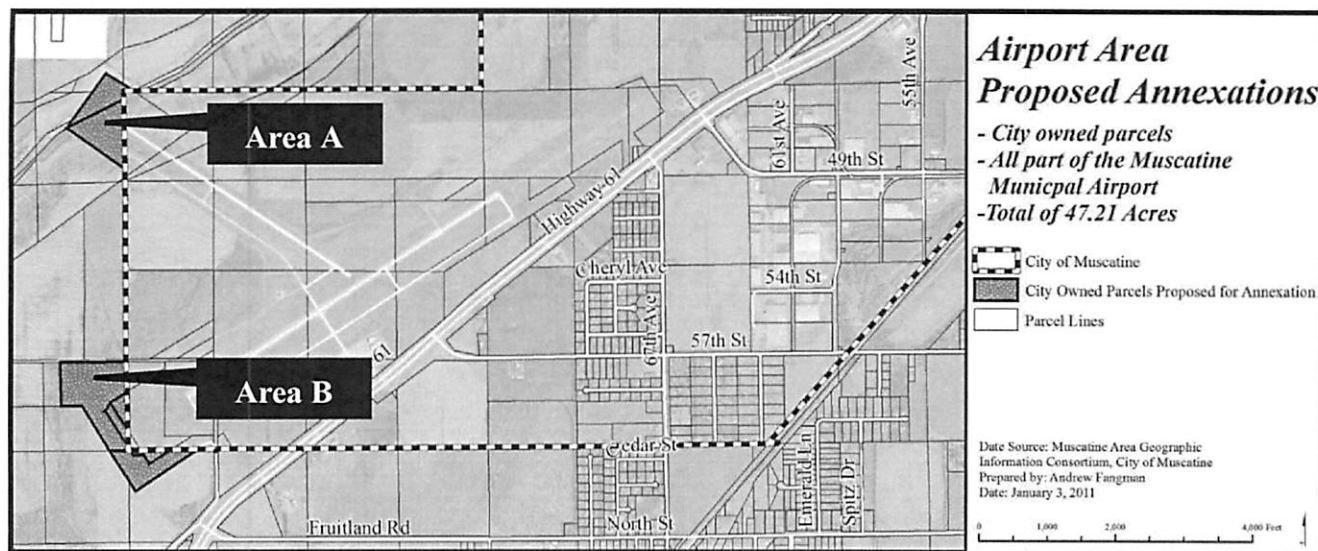 Airport Area
Proposed Annexations
- City owned parcels
- All part of the Muscatine
Municpal Airport
-Total of 47.21 Acres
City of Muscatine
City Owned Parcels Proposed for Annexation
Parcel Lines
Date Source: Muscatine Area Geographic
Information Consortium, City of Muscatine
Prepared by: Andrew Fangman
Date: January 3, 2011
0 1,000 2,000 4,000 Feet
Area A
Area B
Highway 61
61
61st Ave
55th Ave
49th St
Cheryl Ave
54th St
67th Ave
57th St
Cedar St
Emerald Ln
Spitz Dr
Fruitland Rd
North St